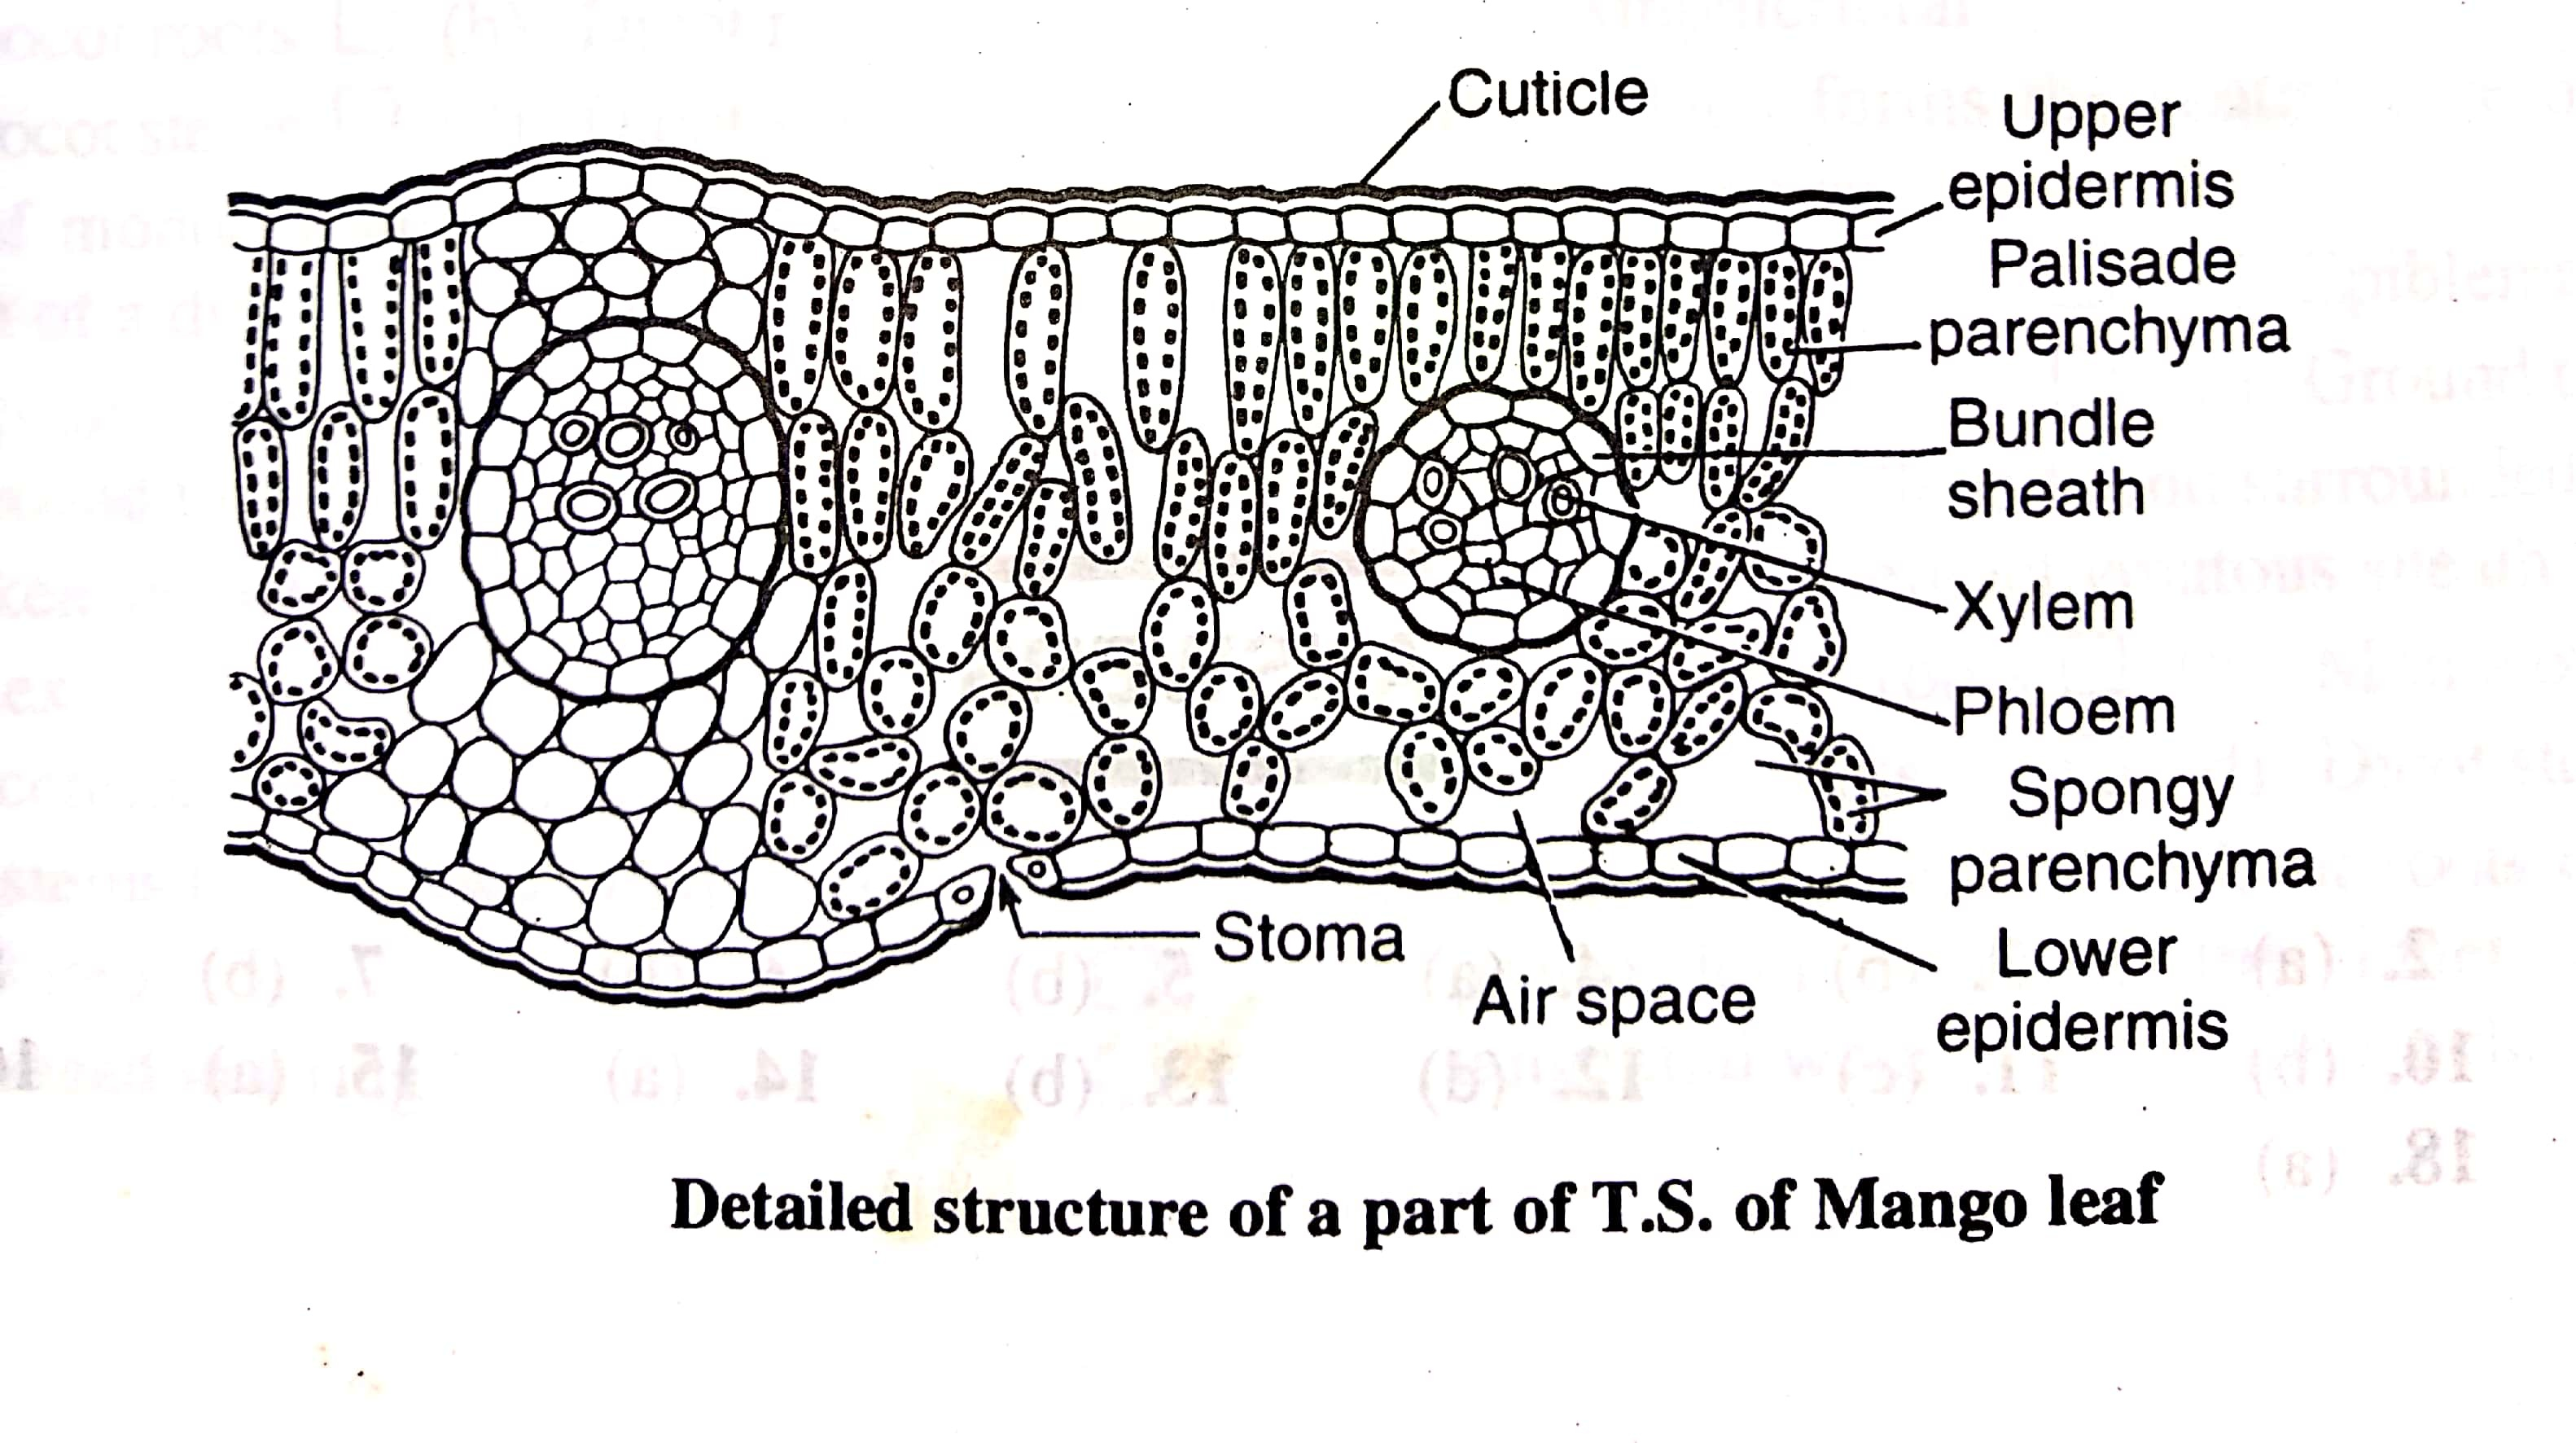 Cuticle
Upper
epidermis
Palisade
parenchyma
Bundle
sheath
Xylem
Phloem
Spongy
parenchyma
Stoma
Lower
epidermis
Air space
Detailed structure of a part of T.S. of Mango leaf